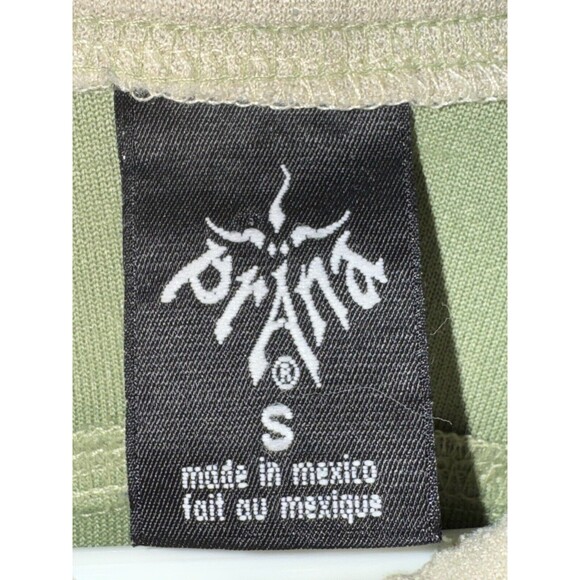 prAna
®
S
made in mexico
fait au mexique